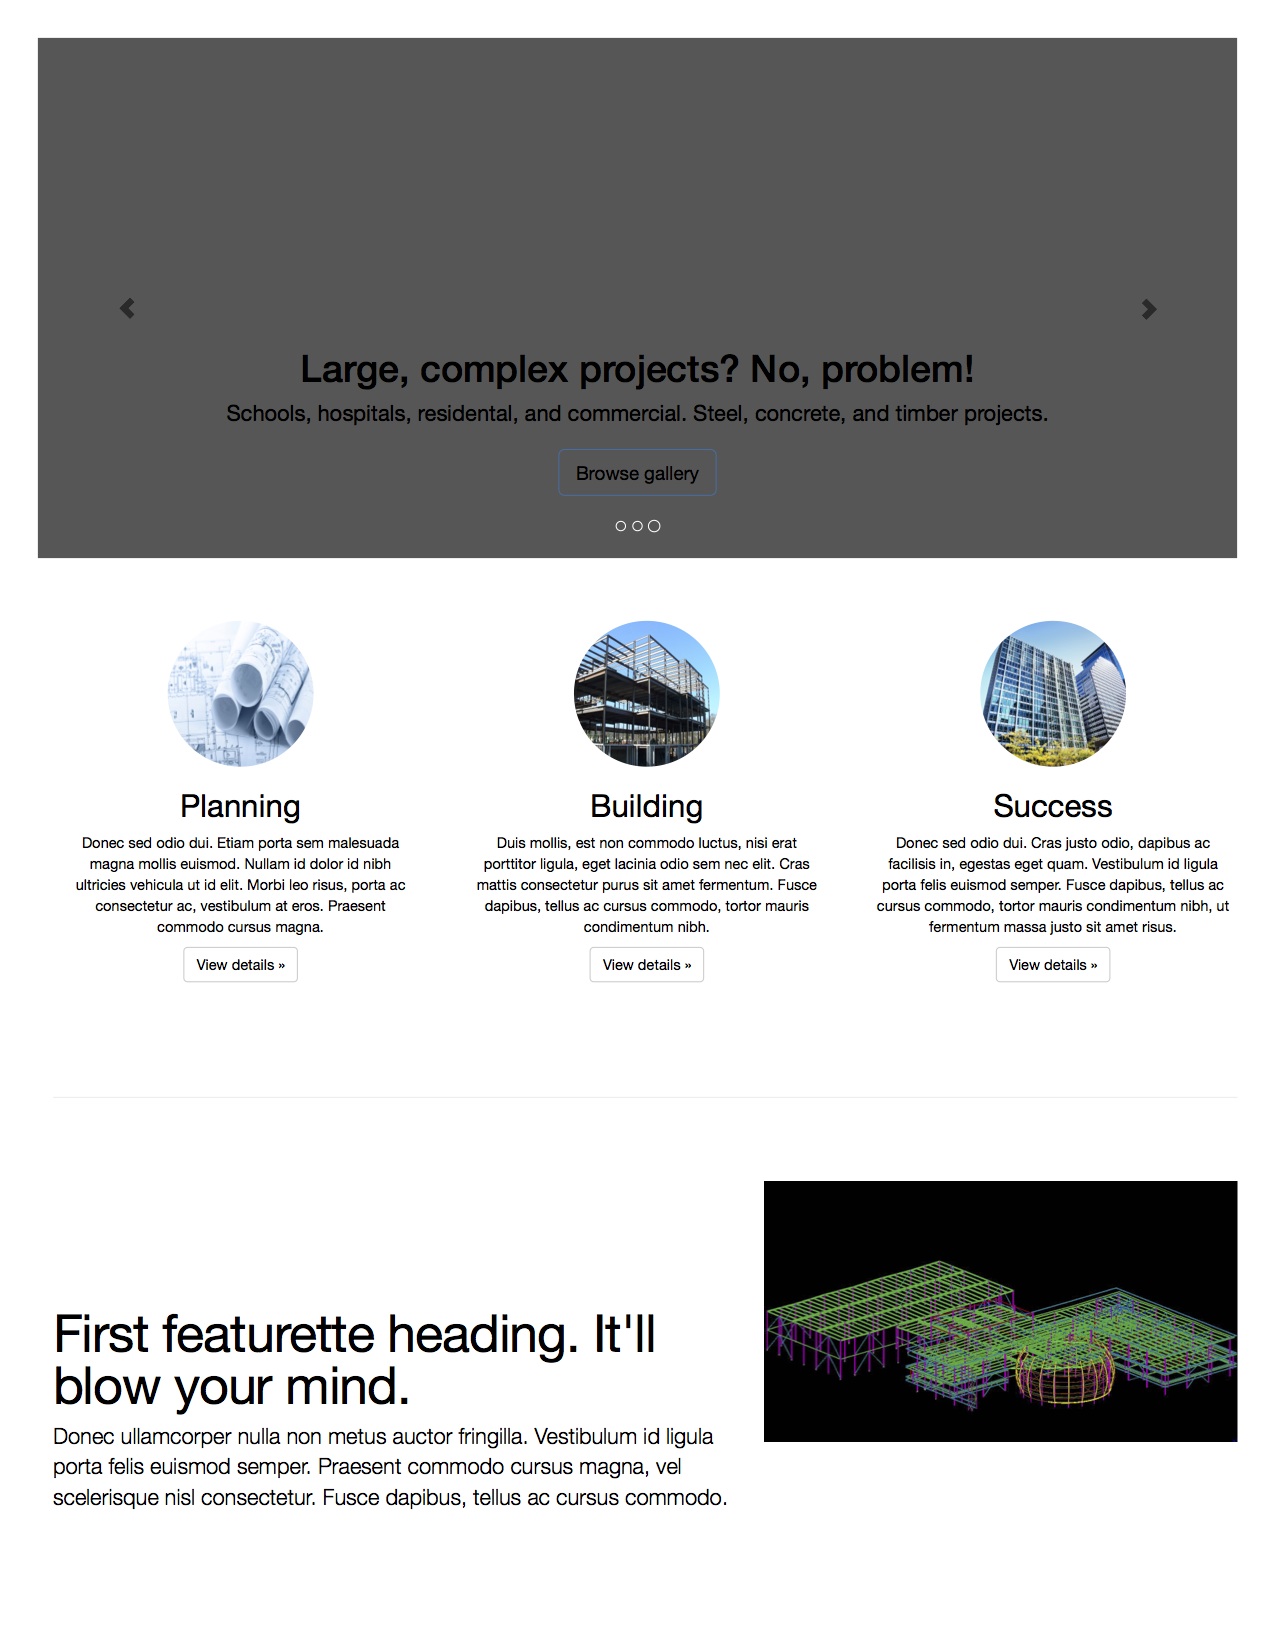 Large, complex projects? No, problem!
Schools, hospitals, residental, and commercial. Steel, concrete, and timber projects.
Browse gallery
Planning
Donec sed odio dui. Etiam porta sem malesuada
magna mollis euismod. Nullam id dolor id nibh
ultricies vehicula ut id elit. Morbi leo risus, porta ac
consectetur ac, vestibulum at eros. Praesent
commodo cursus magna.
View details »
Building
Duis mollis, est non commodo luctus, nisi erat
porttitor ligula, eget lacinia odio sem nec elit. Cras
mattis consectetur purus sit amet fermentum. Fusce
dapibus, tellus ac cursus commodo, tortor mauris
condimentum nibh.
View details »
Success
Donec sed odio dui. Cras justo odio, dapibus ac
facilisis in, egestas eget quam. Vestibulum id ligula
porta felis euismod semper. Fusce dapibus, tellus ac
cursus commodo, tortor mauris condimentum nibh, ut
fermentum massa justo sit amet risus.
View details »
First featurette heading. It'll
blow your mind.
Donec ullamcorper nulla non metus auctor fringilla. Vestibulum id ligula
porta felis euismod semper. Praesent commodo cursus magna, vel
scelerisque nisl consectetur. Fusce dapibus, tellus ac cursus commodo.